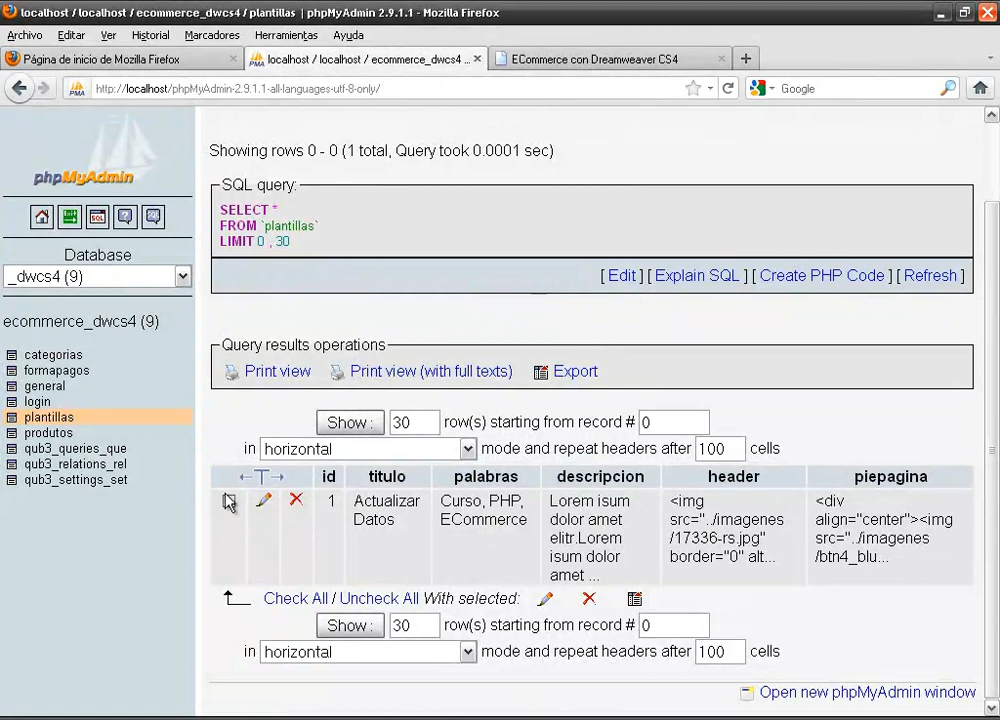 localhost / localhost / ecommerce_dwcs4 / plantillas | phpMyAdmin 2.9.1.1 - Mozilla Firefox
Archivo Editar Ver Historial Marcadores Herramientas Ayuda
Página de inicio de Mozilla Firefox
localhost / localhost / ecommerce_dwcs4 ...
ECommerce con Dreamweaver CS4
http://localhost/phpMyAdmin-2.9.1.1-all-languages-utf-8-only/
Google
phpMyAdmin
Database
_dwcs4 (9)
ecommerce_dwcs4 (9)
categorias
formapagos
general
login
plantillas
produtos
qub3_queries_que
qub3_relations_rel
qub3_settings_set
Showing rows 0 - 0 (1 total, Query took 0.0001 sec)
SQL query:
SELECT *
FROM `plantillas`
LIMIT 0 , 30
[ Edit ] [ Explain SQL ] [ Create PHP Code ] [ Refresh ]
Query results operations
Print view Print view (with full texts) Export
Show : 30 row(s) starting from record # 0
in horizontal mode and repeat headers after 100 cells
←T→ id titulo palabras descripcion header piepagina
1 Actualizar Curso, PHP, Lorem isum <img <div
Datos ECommerce dolor amet src="../imagenes align="center"><img
elitr.Lorem /17336-rs.jpg" src="../imagenes
isum dolor border="0" alt... /btn4_blu...
amet ...
Check All / Uncheck All With selected:
Show : 30 row(s) starting from record # 0
in horizontal mode and repeat headers after 100 cells
Open new phpMyAdmin window